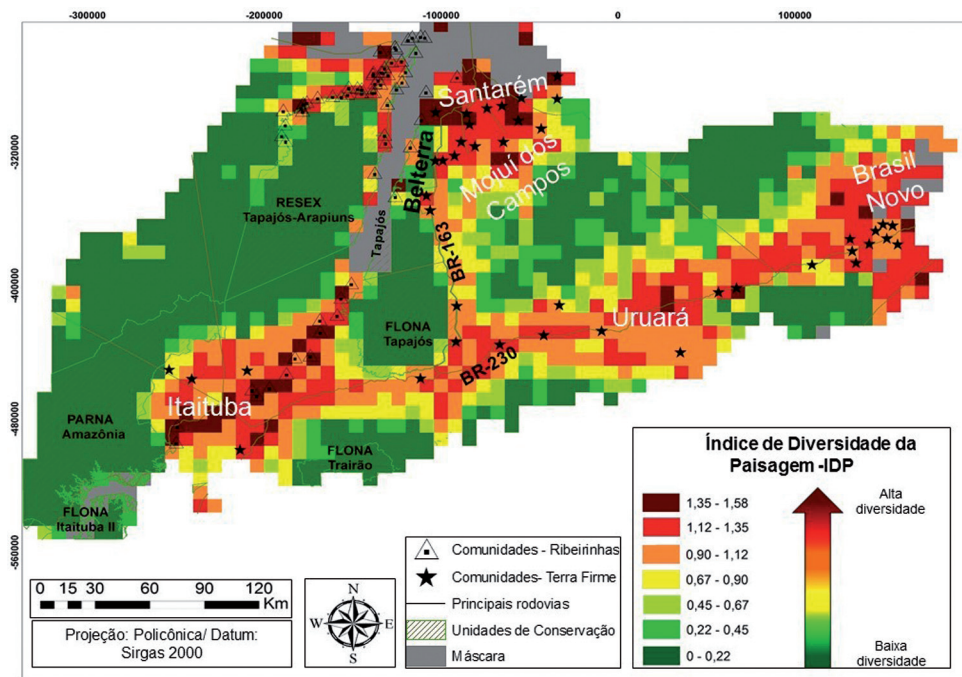 -300000
-200000
-100000
0
100000
-320000
-400000
-480000
-560000
Santarém
Belterra
Mojuí dos
Campos
Brasil
Novo
RESEX
Tapajós-Arapiuns
Tapajós
BR-163
FLONA
Tapajós
Uruará
BR-230
Itaituba
PARNA
Amazônia
FLONA
Trairão
FLONA
Itaituba II
0 15 30 60 90 120
Km
Projeção: Policônica/ Datum:
Sirgas 2000
N
W
E
S
Comunidades - Ribeirinhas
Comunidades- Terra Firme
Principais rodovias
Unidades de Conservação
Máscara
Índice de Diversidade da
Paisagem -IDP
1,35 - 1,58
1,12 - 1,35
0,90 - 1,12
0,67 - 0,90
0,45 - 0,67
0,22 - 0,45
0 - 0,22
Alta
diversidade
Baixa
diversidade